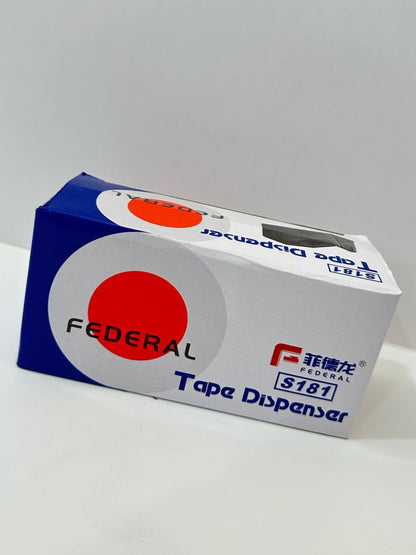 FEDERAL
Tape Dispenser
S181
FEDERAL
菲德龙®
FEDERAL
S181
Tape Dispenser